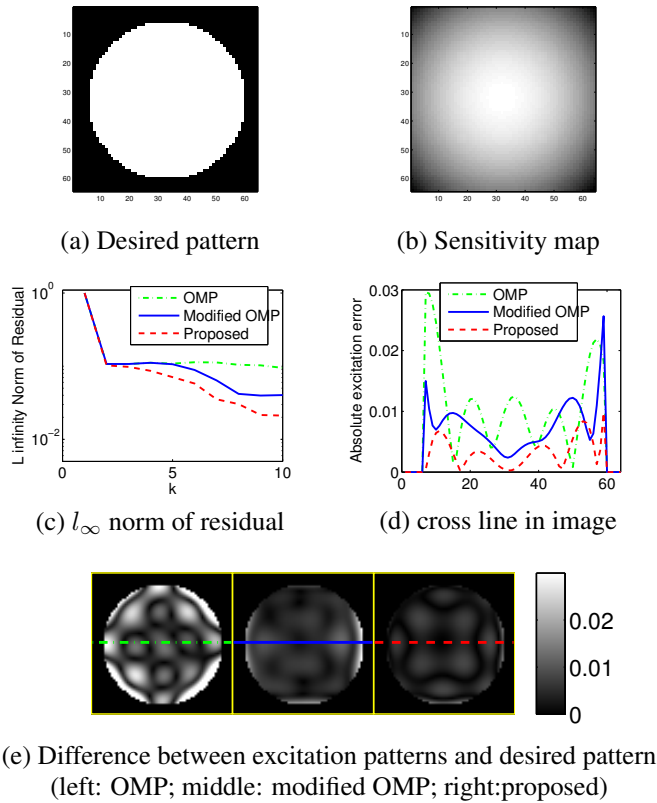 10
20
30
40
50
60
10 20 30 40 50 60
(a) Desired pattern
10
20
30
40
50
60
10 20 30 40 50 60
(b) Sensitivity map
L infinity Norm of Residual
10^0
10^-2
OMP
Modified OMP
Proposed
0 5 10
k
(c) l∞ norm of residual
Absolute excitation error
0.03
0.02
0.01
0
OMP
Modified OMP
Proposed
0 20 40 60
(d) cross line in image
0.02
0.01
0
(e) Difference between excitation patterns and desired pattern
(left: OMP; middle: modified OMP; right:proposed)